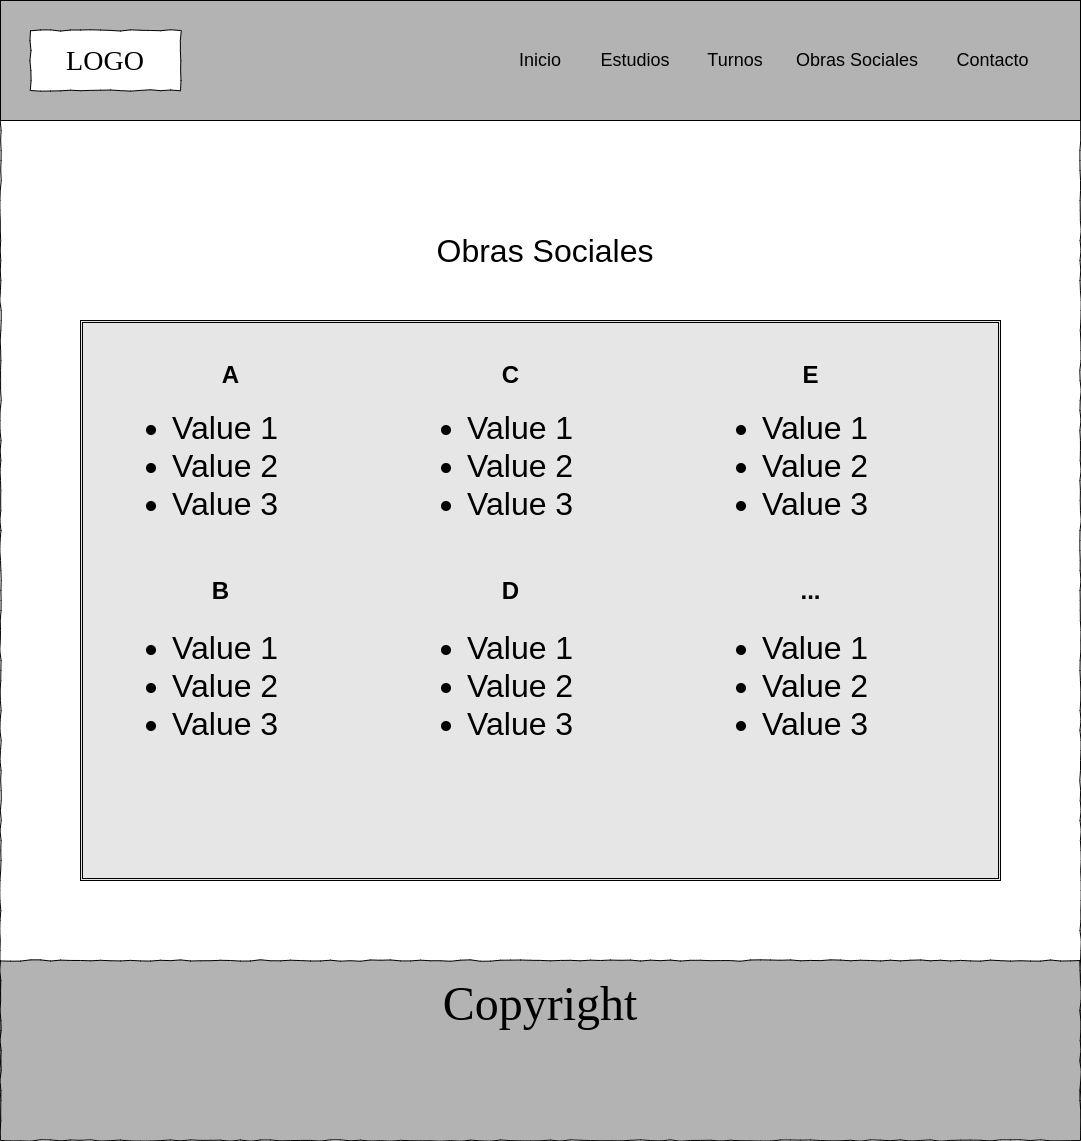 LOGO
Inicio Estudios Turnos Obras Sociales Contacto
Obras Sociales
A
• Value 1
• Value 2
• Value 3
C
• Value 1
• Value 2
• Value 3
E
• Value 1
• Value 2
• Value 3
B
• Value 1
• Value 2
• Value 3
D
• Value 1
• Value 2
• Value 3
...
• Value 1
• Value 2
• Value 3
Copyright